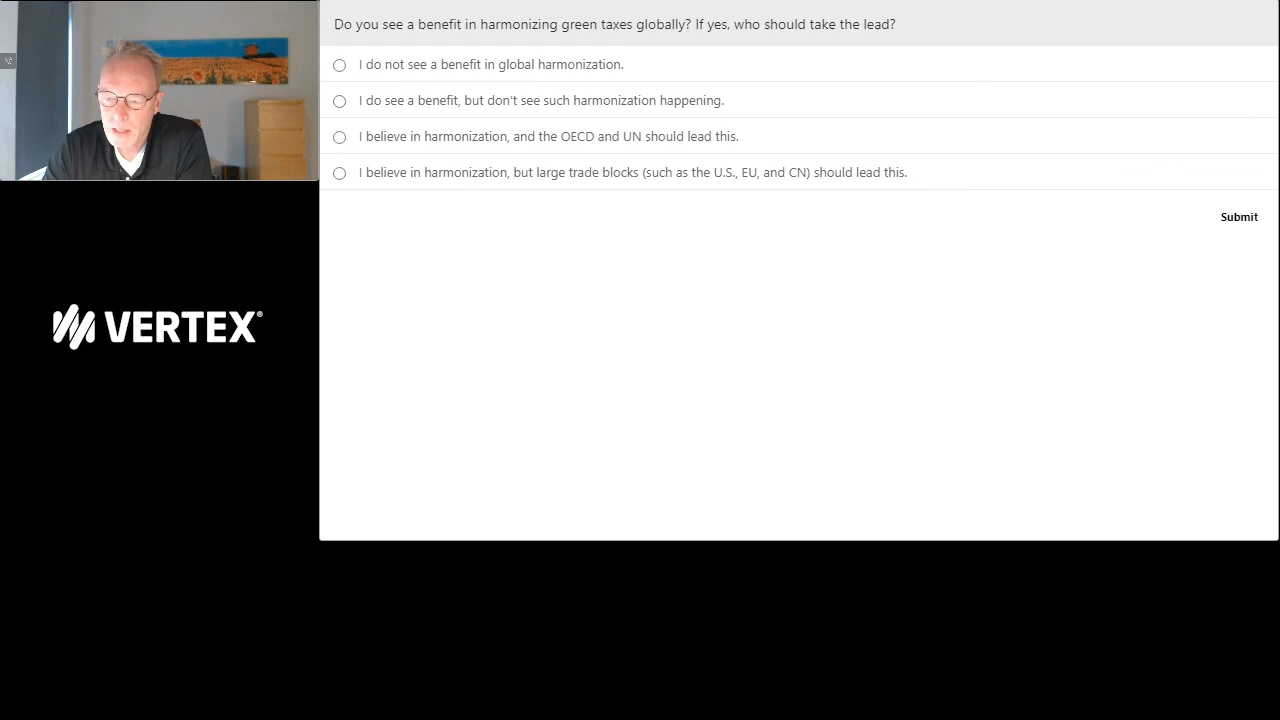 Do you see a benefit in harmonizing green taxes globally? If yes, who should take the lead?
I do not see a benefit in global harmonization.
I do see a benefit, but don't see such harmonization happening.
I believe in harmonization, and the OECD and UN should lead this.
I believe in harmonization, but large trade blocks (such as the U.S., EU, and CN) should lead this.
Submit
VERTEX®